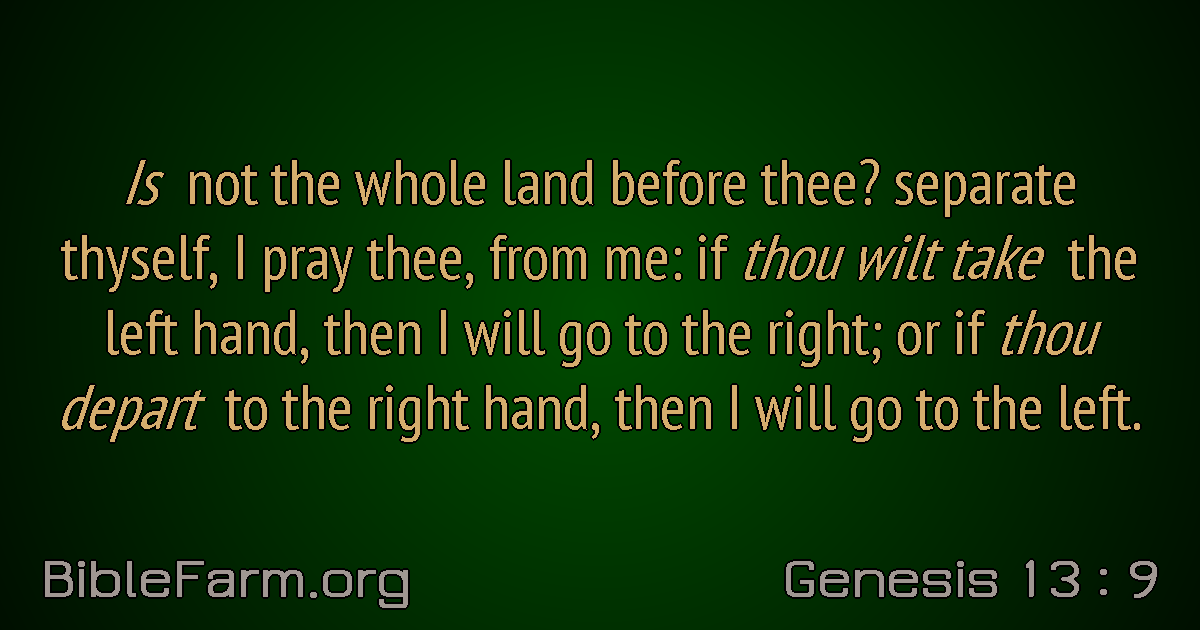 Is not the whole land before thee? separate
thyself, I pray thee, from me: if thou wilt take the
left hand, then I will go to the right; or if thou
depart to the right hand, then I will go to the left.
BibleFarm.org
Genesis 13 : 9